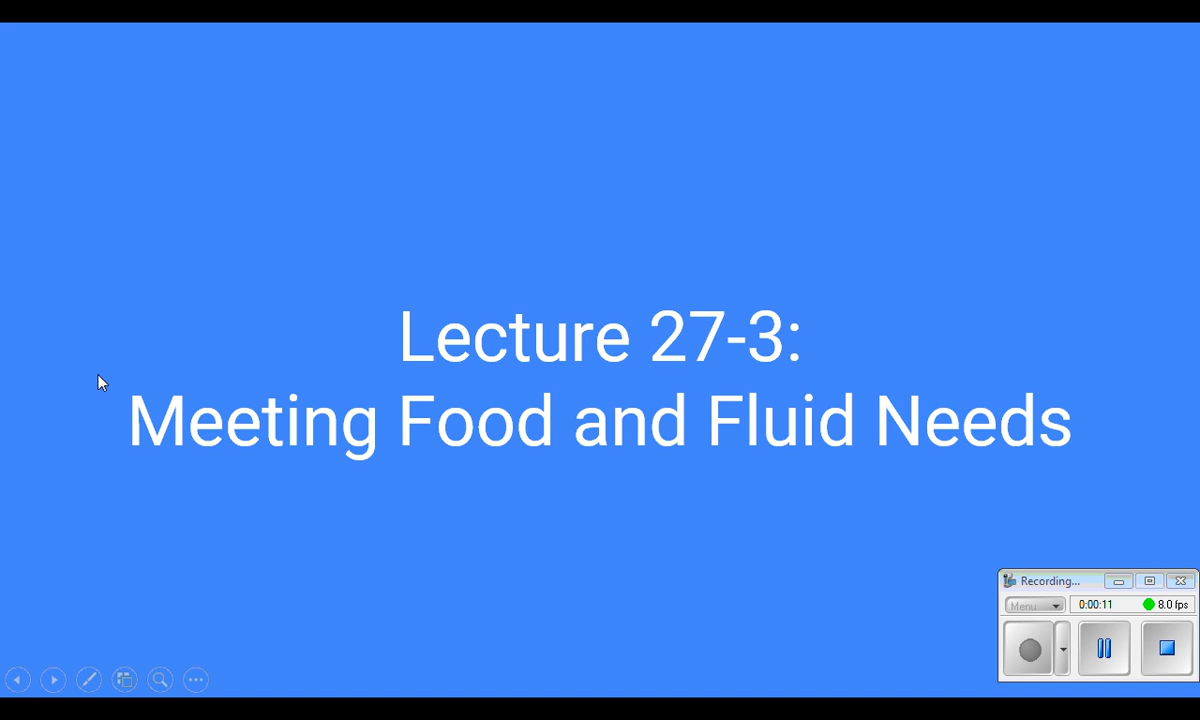 Lecture 27-3:
Meeting Food and Fluid Needs
Recording...
Menu
0:00:11
8.0 fps